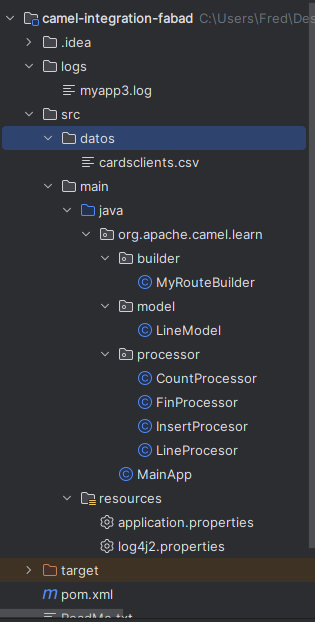 camel-integration-fabad C:\Users\Fred\Des
.idea
logs
myapp3.log
src
datos
cardsclients.csv
main
java
org.apache.camel.learn
builder
MyRouteBuilder
model
LineModel
processor
CountProcessor
FinProcessor
InsertProcesor
LineProcesor
MainApp
resources
application.properties
log4j2.properties
target
pom.xml
ReadMe.txt